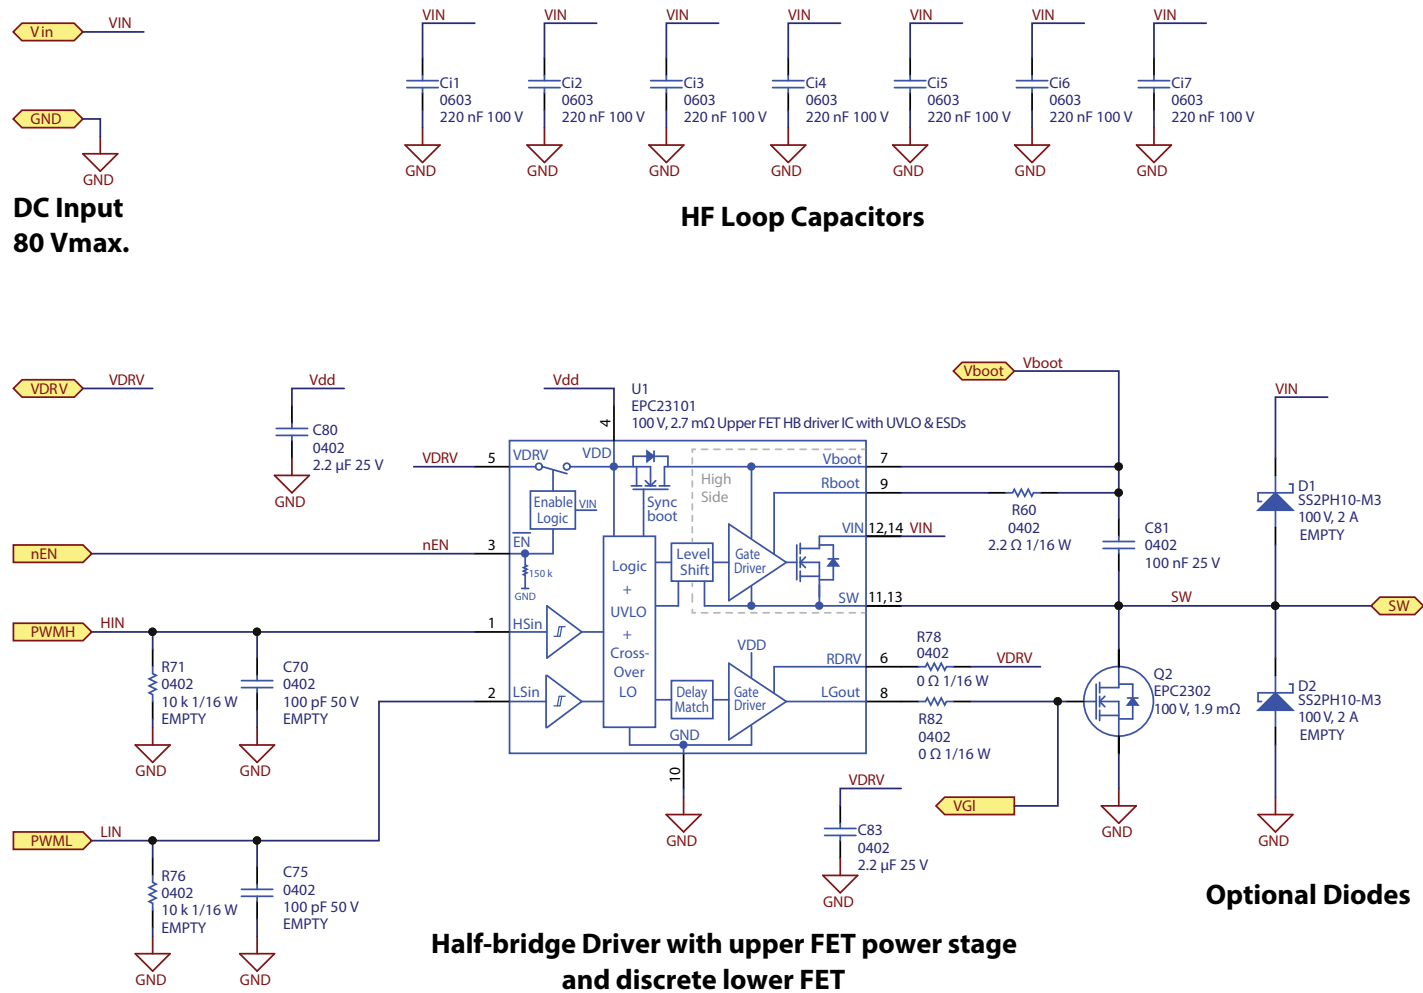 Vin
VIN
GND
GND
DC Input
80 Vmax.
VIN
Ci1
0603
220 nF 100 V
GND
VIN
Ci2
0603
220 nF 100 V
GND
VIN
Ci3
0603
220 nF 100 V
GND
VIN
Ci4
0603
220 nF 100 V
GND
VIN
Ci5
0603
220 nF 100 V
GND
VIN
Ci6
0603
220 nF 100 V
GND
VIN
Ci7
0603
220 nF 100 V
GND
HF Loop Capacitors
VDRV
VDRV
Vdd
C80
0402
2.2 µF 25 V
GND
Vdd
4
U1
EPC23101
100 V, 2.7 mΩ Upper FET HB driver IC with UVLO & ESDs
VDRV
5
VDRV
VDD
Enable
Logic
VIN
Sync
boot
High
Side
Vboot
7
Rboot
9
VIN
12,14
VIN
nEN
nEN
3
EN
150 k
GND
Logic
+
UVLO
+
Cross-
Over
LO
Level
Shift
Gate
Driver
SW
11,13
PWMH
HIN
1
HSin
2
LSin
R71
0402
10 k 1/16 W
EMPTY
GND
C70
0402
100 pF 50 V
EMPTY
GND
Delay
Match
VDD
Gate
Driver
RDRV
6
LGout
8
GND
10
GND
PWML
LIN
R76
0402
10 k 1/16 W
EMPTY
GND
C75
0402
100 pF 50 V
EMPTY
GND
Vboot
Vboot
R60
0402
2.2 Ω 1/16 W
C81
0402
100 nF 25 V
SW
SW
R78
0402
0 Ω 1/16 W
VDRV
R82
0402
0 Ω 1/16 W
Q2
EPC2302
100 V, 1.9 mΩ
GND
VGl
VDRV
C83
0402
2.2 µF 25 V
GND
VIN
D1
SS2PH10-M3
100 V, 2 A
EMPTY
D2
SS2PH10-M3
100 V, 2 A
EMPTY
GND
Optional Diodes
Half-bridge Driver with upper FET power stage
and discrete lower FET